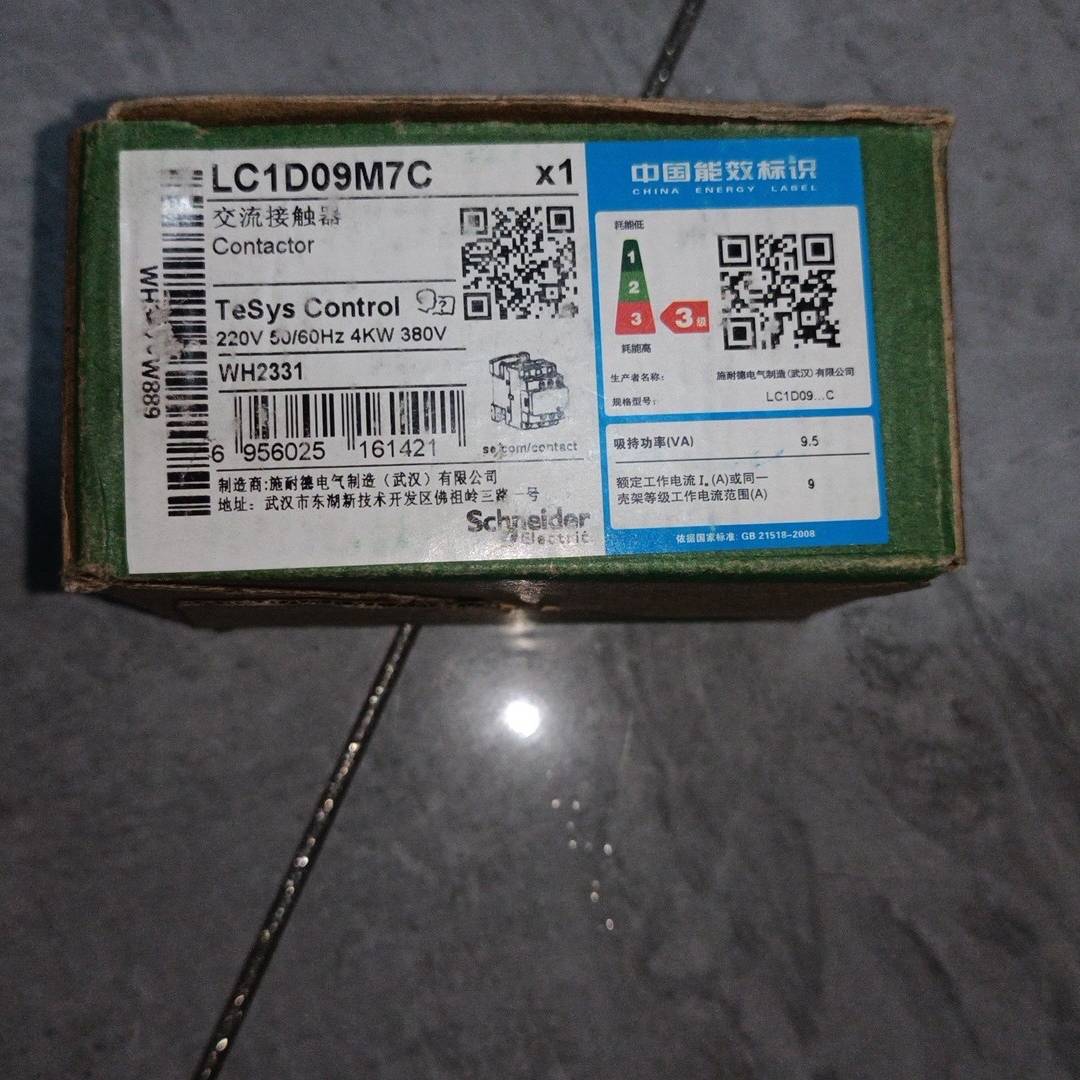 LC1D09M7C x1
交流接触器
Contactor
TeSys Control
220V 50/60Hz 4KW 380V
WH2331
6 956025 161421
se.com/contact
制造商:施耐德电气制造(武汉)有限公司
地址:武汉市东湖新技术开发区佛祖岭三路一号
Schneider
Electric
中国能效标识
CHINA ENERGY LABEL
耗能低
1
2
3
3级
耗能高
生产者名称: 施耐德电气制造(武汉)有限公司
规格型号: LC1D09...C
吸持功率(VA) 9.5
额定工作电流 Iₑ(A)或同一
壳架等级工作电流范围(A) 9
依据国家标准: GB 21518-2008